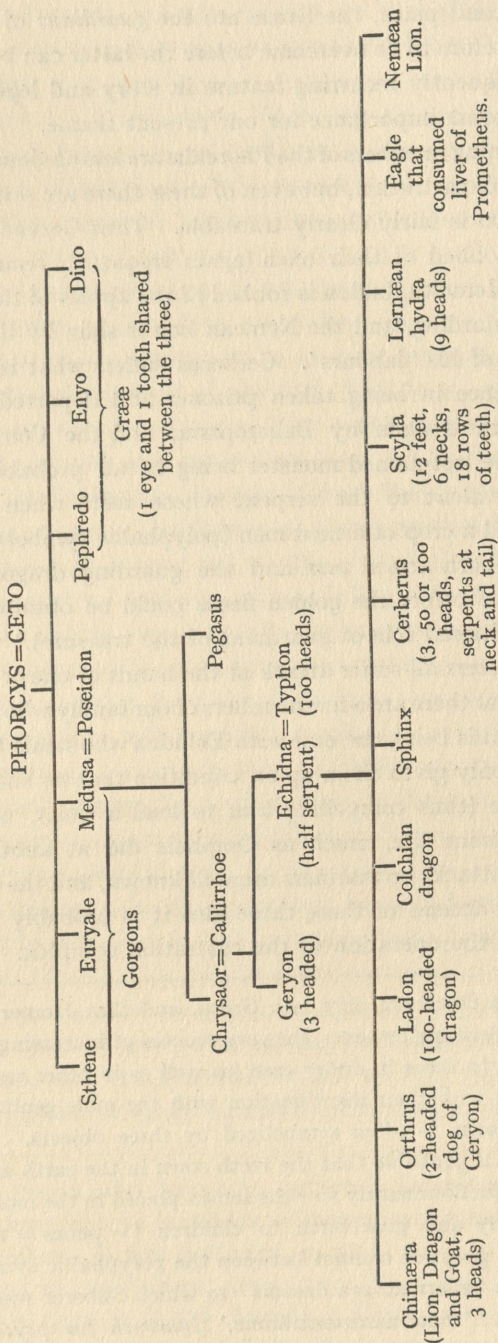 PHORCYS=CETO
Sthene Euryale Medusa=Poseidon Pephredo Enyo Dino
Gorgons
Grææ
(1 eye and 1 tooth shared
between the three)
Chrysaor=Callirrhoe Pegasus
Geryon
(3 headed)
Echidna=Typhon
(half serpent) (100 heads)
Chimæra
(Lion, Dragon
and Goat,
3 heads)
Orthrus
(2-headed
dog of
Geryon)
Ladon
(100-headed
dragon)
Colchian
dragon
Sphinx
Cerberus
(3, 50 or 100
heads,
serpents at
neck and tail)
Scylla
(12 feet,
6 necks,
18 rows
of teeth)
Lernæan
hydra
(9 heads)
Eagle
that
consumed
liver of
Prometheus.
Nemean
Lion.